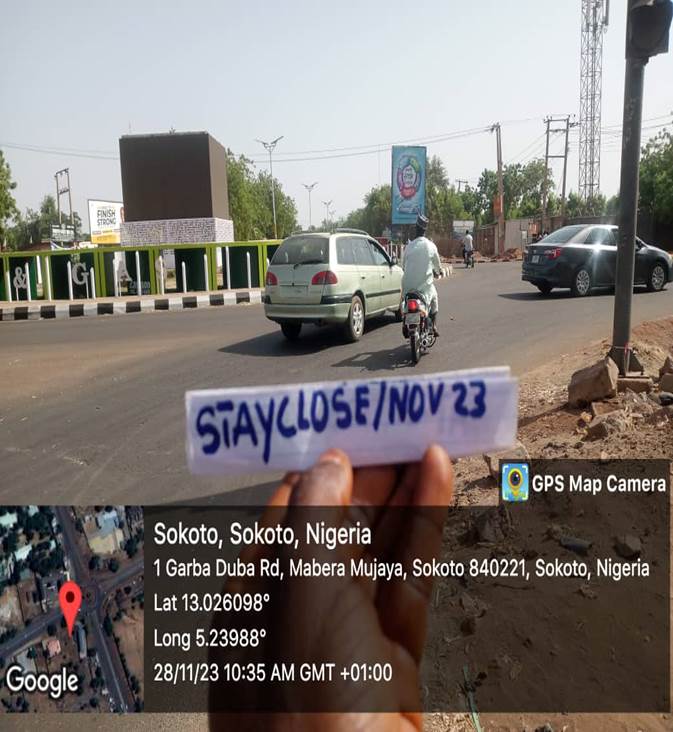 FINISH
STRONG
& G A
STAYCLOSE/NOV 23
GPS Map Camera
Sokoto, Sokoto, Nigeria
1 Garba Duba Rd, Mabera Mujaya, Sokoto 840221, Sokoto, Nigeria
Lat 13.026098°
Long 5.23988°
28/11/23 10:35 AM GMT +01:00
Google